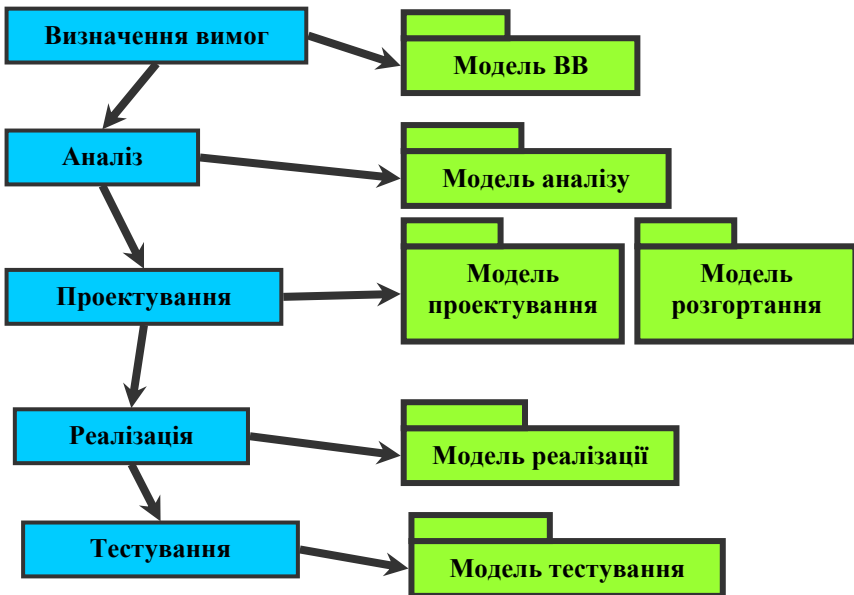 Визначення вимог
Модель ВВ
Аналіз
Модель аналізу
Проектування
Модель
проектування
Модель
розгортання
Реалізація
Модель реалізації
Тестування
Модель тестування